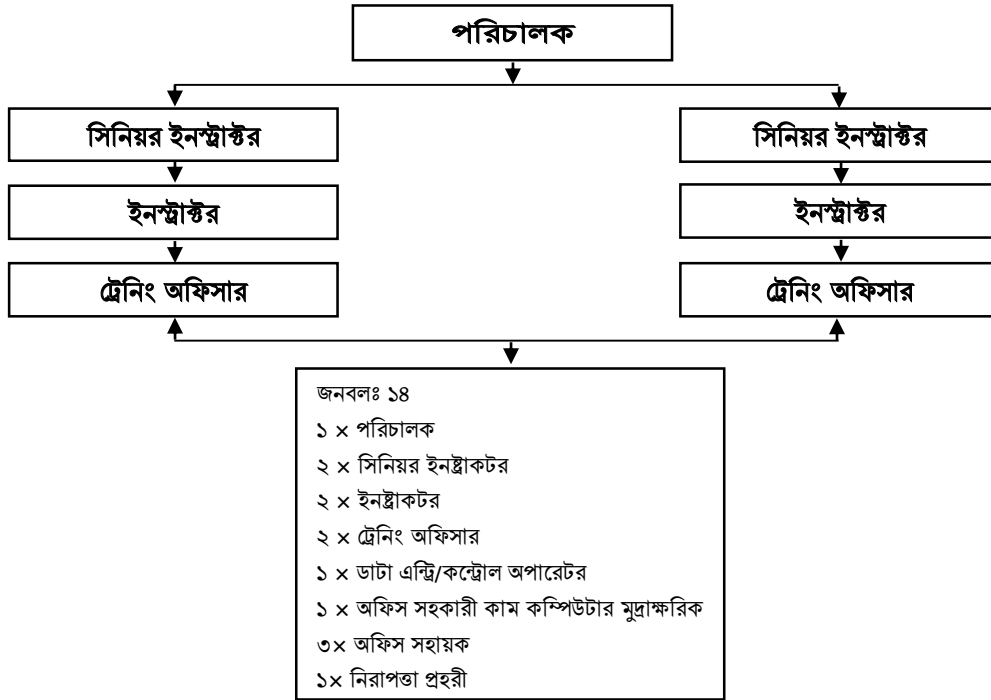 পরিচালক
সিনিয়র ইনস্ট্রাক্টর
সিনিয়র ইনস্ট্রাক্টর
ইনস্ট্রাক্টর
ইনস্ট্রাক্টর
ট্রেনিং অফিসার
ট্রেনিং অফিসার
জনবলঃ ১৪
১ × পরিচালক
২ × সিনিয়র ইনষ্ট্রাকটর
২ × ইনষ্ট্রাকটর
২ × ট্রেনিং অফিসার
১ × ডাটা এন্ট্রি/কন্ট্রোল অপারেটর
১ × অফিস সহকারী কাম কম্পিউটার মুদ্রাক্ষরিক
৩× অফিস সহায়ক
১× নিরাপত্তা প্রহরী